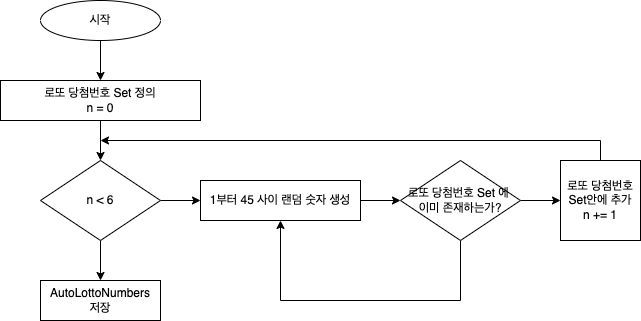 시작
로또 당첨번호 Set 정의
n = 0
n < 6
1부터 45 사이 랜덤 숫자 생성
로또 당첨번호 Set 에
이미 존재하는가?
로또 당첨번호
Set안에 추가
n += 1
AutoLottoNumbers
저장